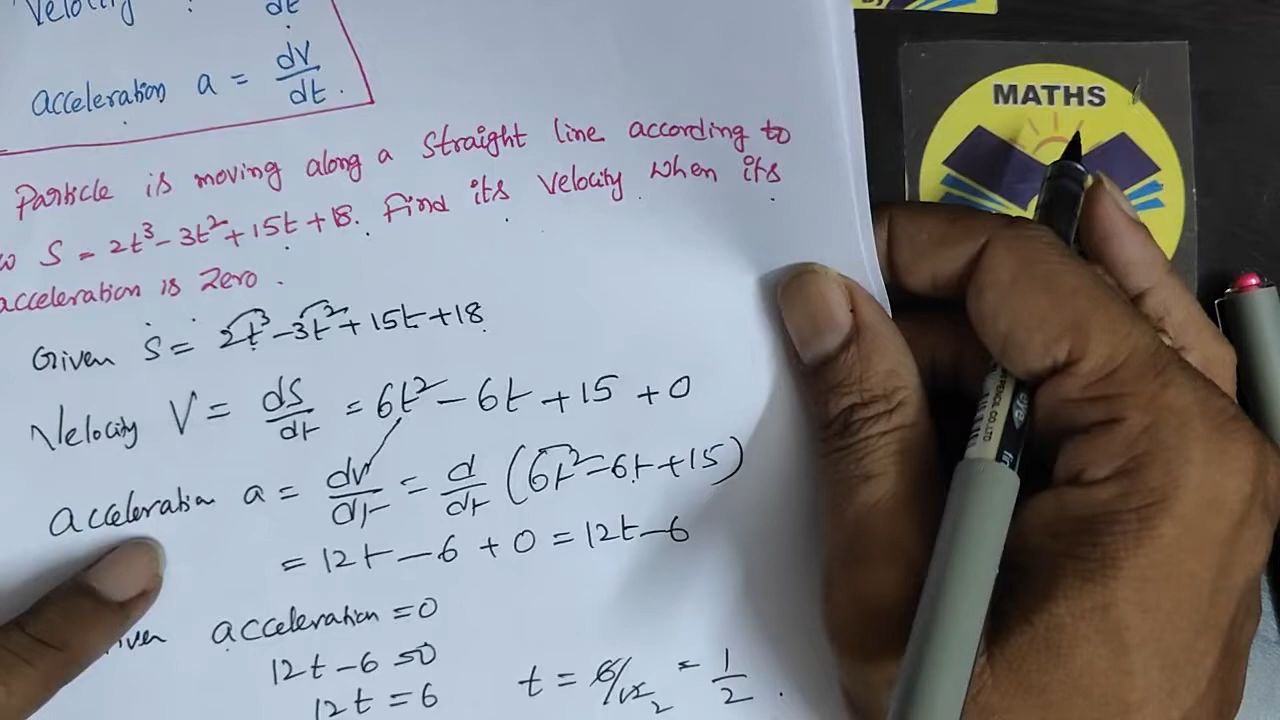 Velocity : dt
acceleration a = dv/dt.
Particle is moving along a straight line according to
S = 2t³ - 3t² + 15t + 18. Find its Velocity when its
acceleration is Zero.
Given S = 2t³ - 3t² + 15t + 18
Velocity V = ds/dt = 6t² - 6t + 15 + 0
acceleration a = dv/dt = d/dt (6t² - 6t + 15)
= 12t - 6 + 0 = 12t - 6
acceleration = 0
12t - 6 = 0
12t = 6 t = 6/12 2 = 1/2.
MATHS